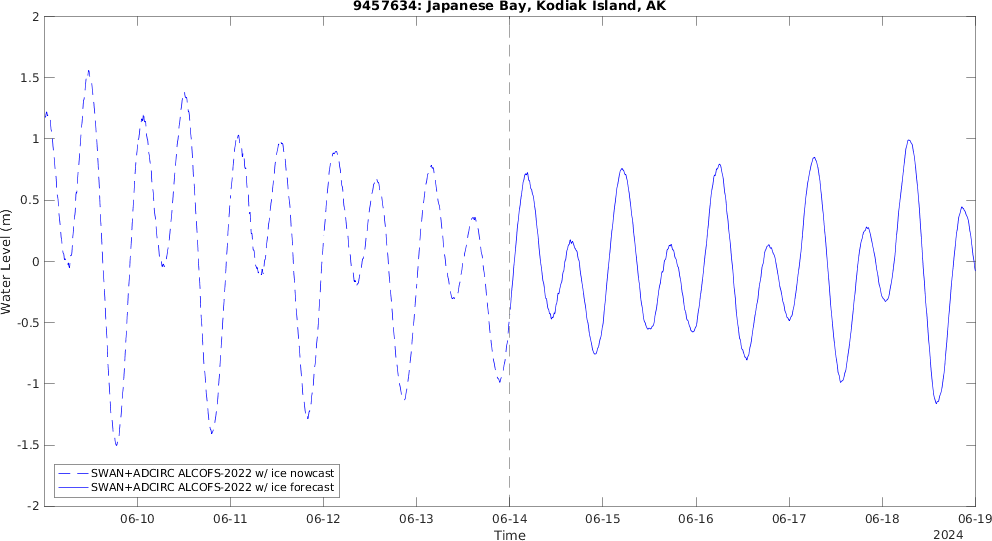 9457634: Japanese Bay, Kodiak Island, AK
2
1.5
1
0.5
0
-0.5
-1
-1.5
-2
Water Level (m)
SWAN+ADCIRC ALCOFS-2022 w/ ice nowcast
SWAN+ADCIRC ALCOFS-2022 w/ ice forecast
06-10 06-11 06-12 06-13 06-14 06-15 06-16 06-17 06-18 06-19
Time
2024